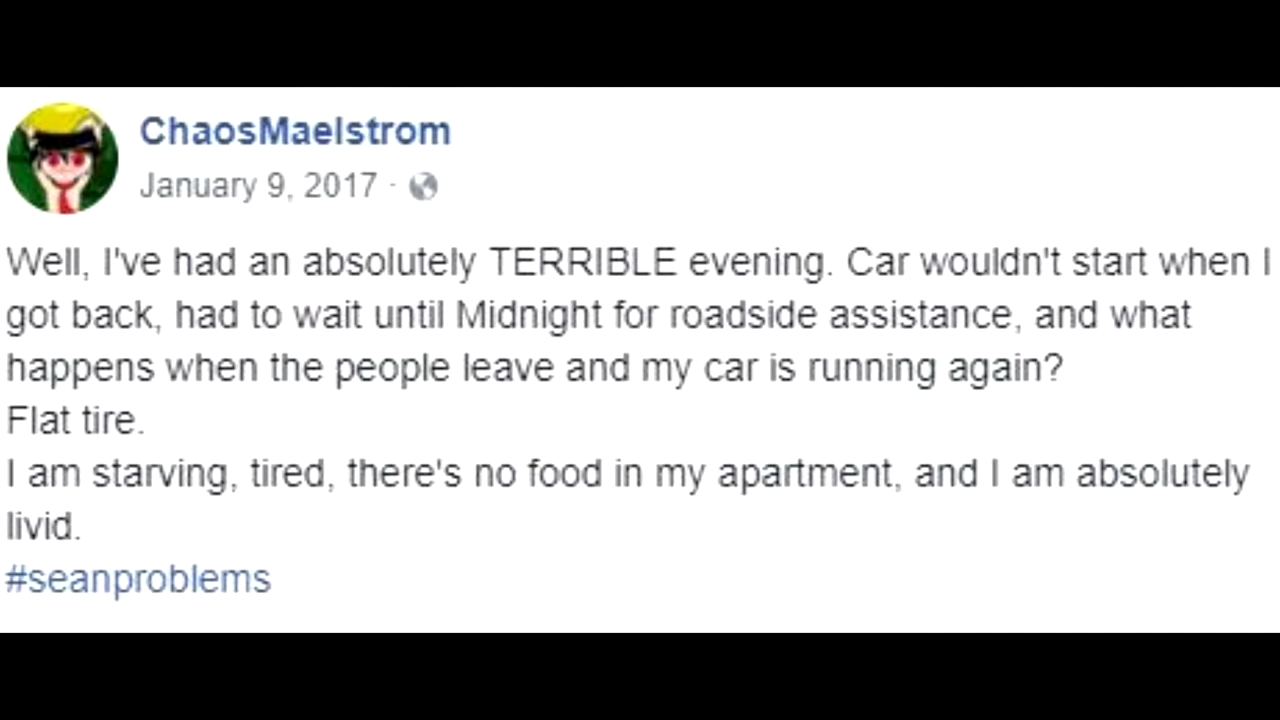 ChaosMaelstrom
January 9, 2017 ·
Well, I've had an absolutely TERRIBLE evening. Car wouldn't start when I
got back, had to wait until Midnight for roadside assistance, and what
happens when the people leave and my car is running again?
Flat tire.
I am starving, tired, there's no food in my apartment, and I am absolutely
livid.
#seanproblems